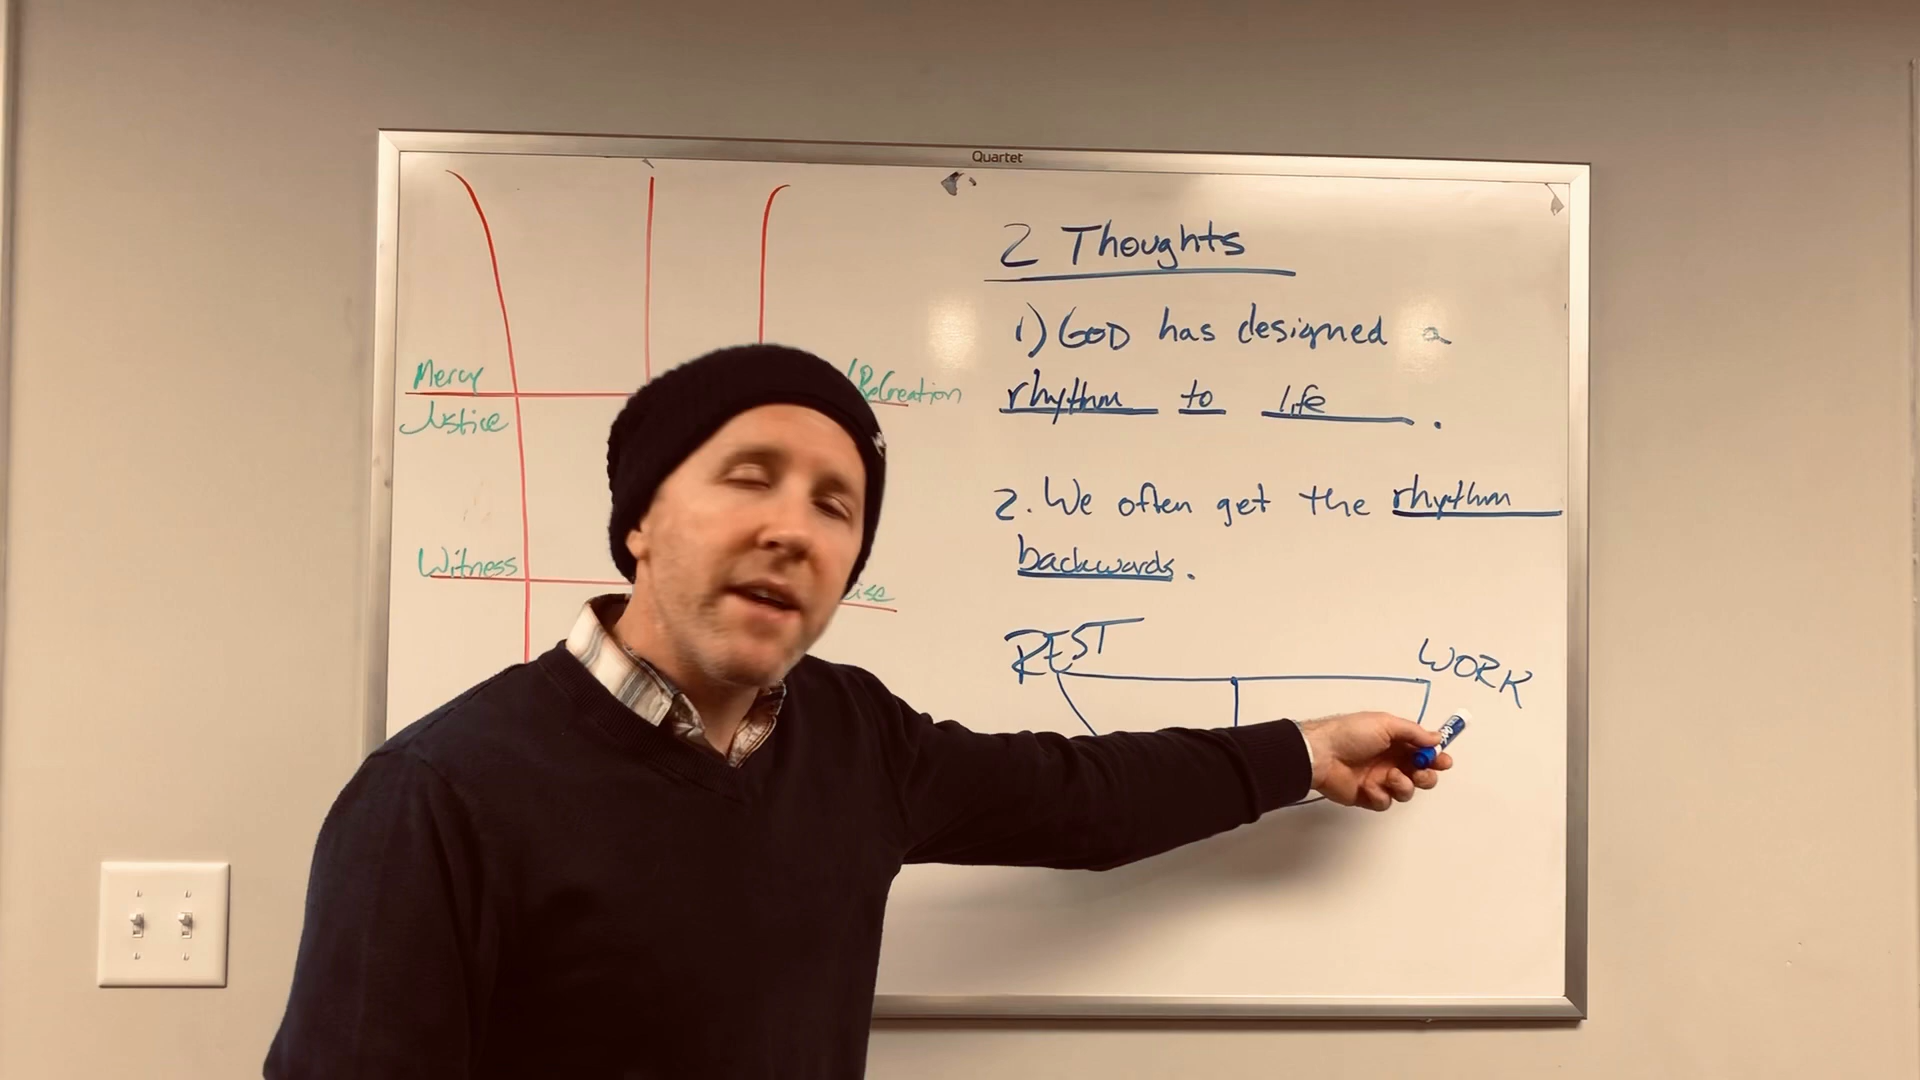 Quartet
Mercy
Justice
ReCreation
Witness
2 Thoughts
1) GOD has designed a
rhythm to life.
2. We often get the rhythm
backwards.
REST
WORK